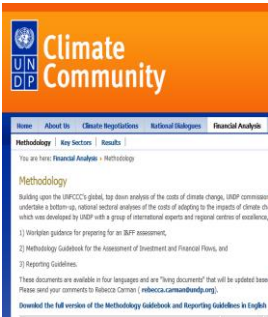 UN
DP
Climate
Community
Home About Us Climate Negotiations National Dialogues Financial Analysis
Methodology | Key Sectors | Results |
You are here: Financial Analysis › Methodology
Methodology
Building upon the UNFCCC's global, top down analyses of the costs of climate change, UNDP commission
undertake a bottom-up, national sectoral analyses of the costs of adapting to the impacts of climate ch
which was developed by UNDP with a group of international experts and regional centres of excellence,
1) Workplan guidance for preparing for an I&FF assessment,
2) Methodology Guidebook for the Assessment of Investment and Financial Flows, and
3) Reporting Guidelines.
These documents are available in four languages and are "living documents" that will be updated base
Please send your comments to Rebecca Carman ( rebecca.carman@undp.org).
Download the full version of the Methodology Guidebook and Reporting Guidelines in English